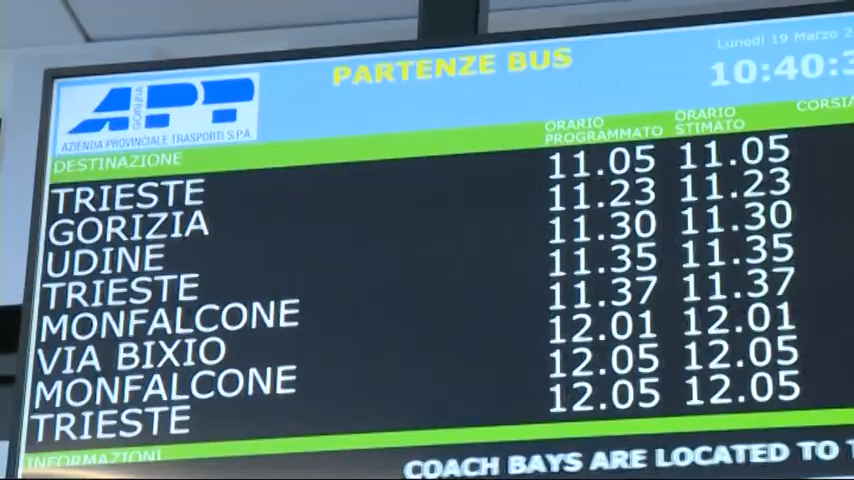 PARTENZE BUS
Lunedì 19 Marzo
10:40:
APT
GORIZIA
AZIENDA PROVINCIALE TRASPORTI S.P.A.
DESTINAZIONE ORARIO PROGRAMMATO ORARIO STIMATO CORSIA
TRIESTE 11.05 11.05
GORIZIA 11.23 11.23
UDINE 11.30 11.30
TRIESTE 11.35 11.35
MONFALCONE 11.37 11.37
VIA BIXIO 12.01 12.01
MONFALCONE 12.05 12.05
TRIESTE 12.05 12.05
INFORMAZIONI
COACH BAYS ARE LOCATED TO